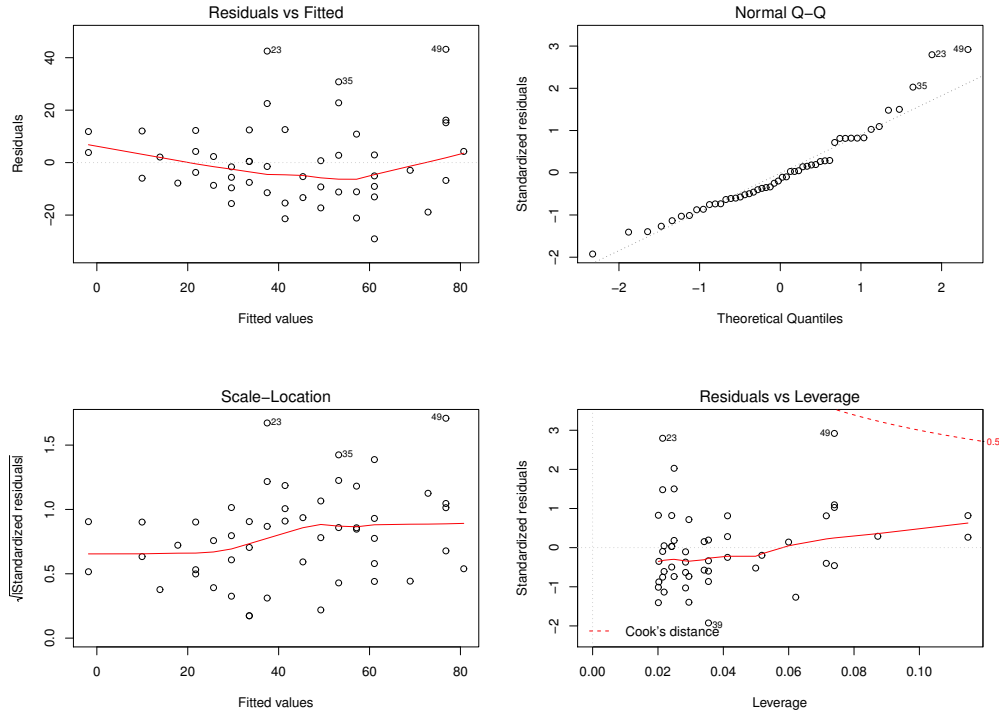 Residuals vs Fitted
40
20
0
−20
Residuals
23
49
35
0 20 40 60 80
Fitted values
Normal Q−Q
3
2
1
0
−1
−2
Standardized residuals
49
23
35
−2 −1 0 1 2
Theoretical Quantiles
Scale−Location
1.5
1.0
0.5
0.0
√|Standardized residuals|
49
23
35
0 20 40 60 80
Fitted values
Residuals vs Leverage
3
2
1
0
−1
−2
Standardized residuals
49
23
0.5
39
Cook's distance
0.00 0.02 0.04 0.06 0.08 0.10
Leverage